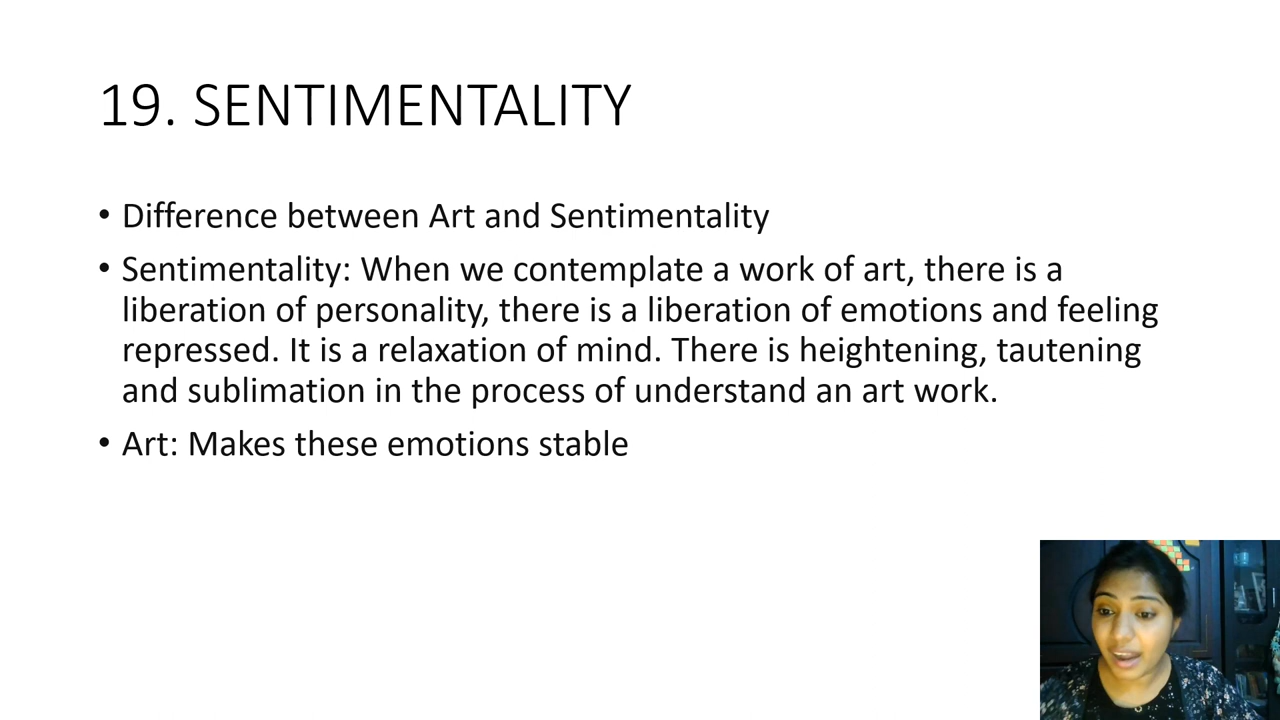 19. SENTIMENTALITY
• Difference between Art and Sentimentality
• Sentimentality: When we contemplate a work of art, there is a
liberation of personality, there is a liberation of emotions and feeling
repressed. It is a relaxation of mind. There is heightening, tautening
and sublimation in the process of understand an art work.
• Art: Makes these emotions stable